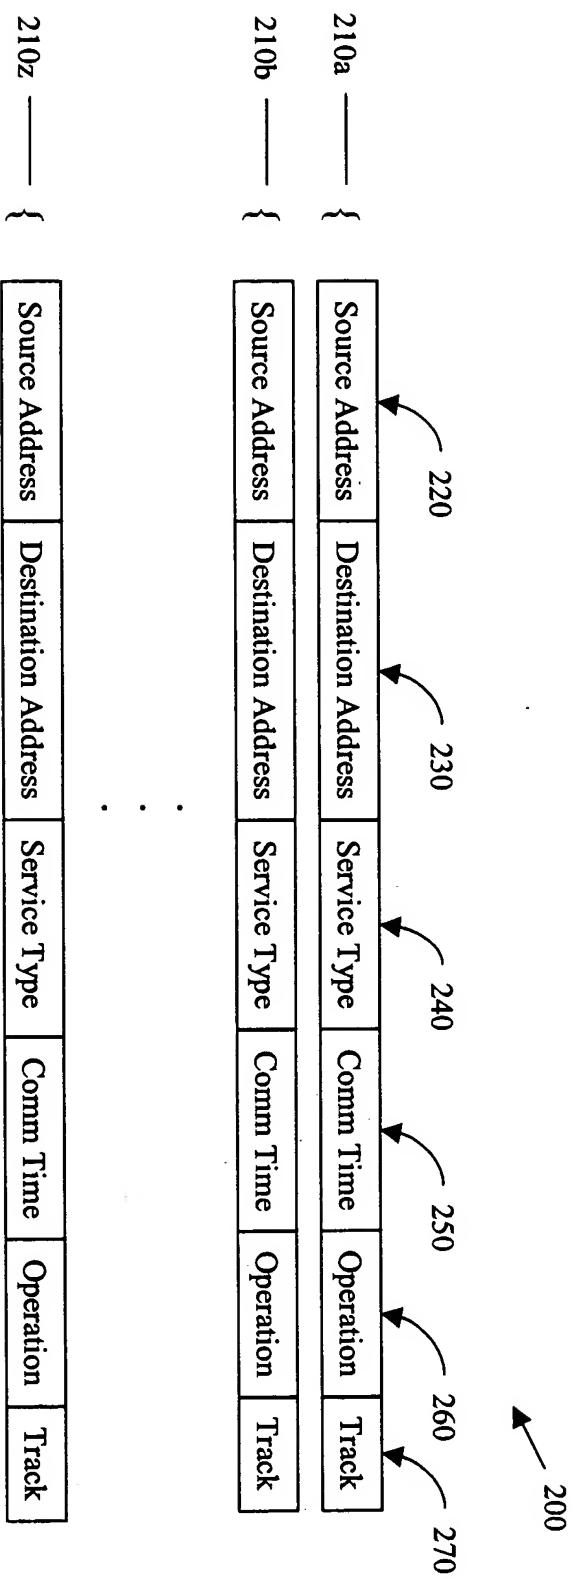 200
220 230 240 250 260 270
210a { Source Address Destination Address Service Type Comm Time Operation Track
210b { Source Address Destination Address Service Type Comm Time Operation Track
. . .
210z { Source Address Destination Address Service Type Comm Time Operation Track